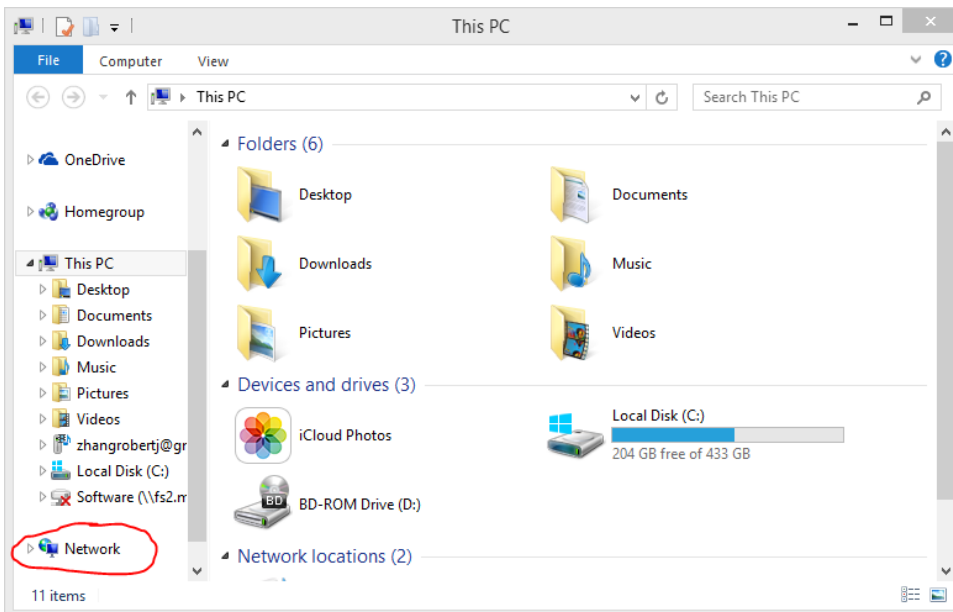 This PC
File Computer View
This PC
Search This PC
OneDrive
Homegroup
This PC
Desktop
Documents
Downloads
Music
Pictures
Videos
zhangrobertj@gr
Local Disk (C:)
Software (\\fs2.m
Network
Folders (6)
Desktop
Documents
Downloads
Music
Pictures
Videos
Devices and drives (3)
iCloud Photos
Local Disk (C:)
204 GB free of 433 GB
BD
BD-ROM Drive (D:)
Network locations (2)
11 items